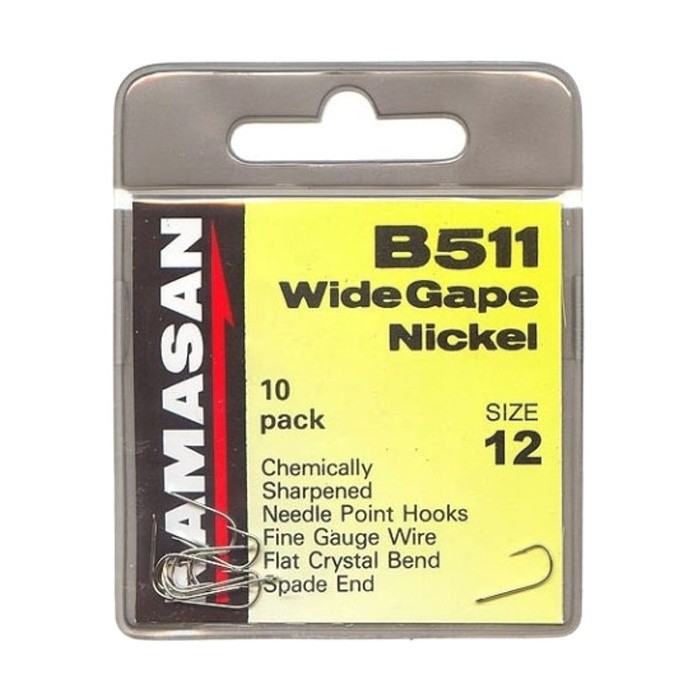 KAMASAN
B511
Wide Gape
Nickel
10
pack
SIZE
12
Chemically
Sharpened
Needle Point Hooks
Fine Gauge Wire
Flat Crystal Bend
Spade End